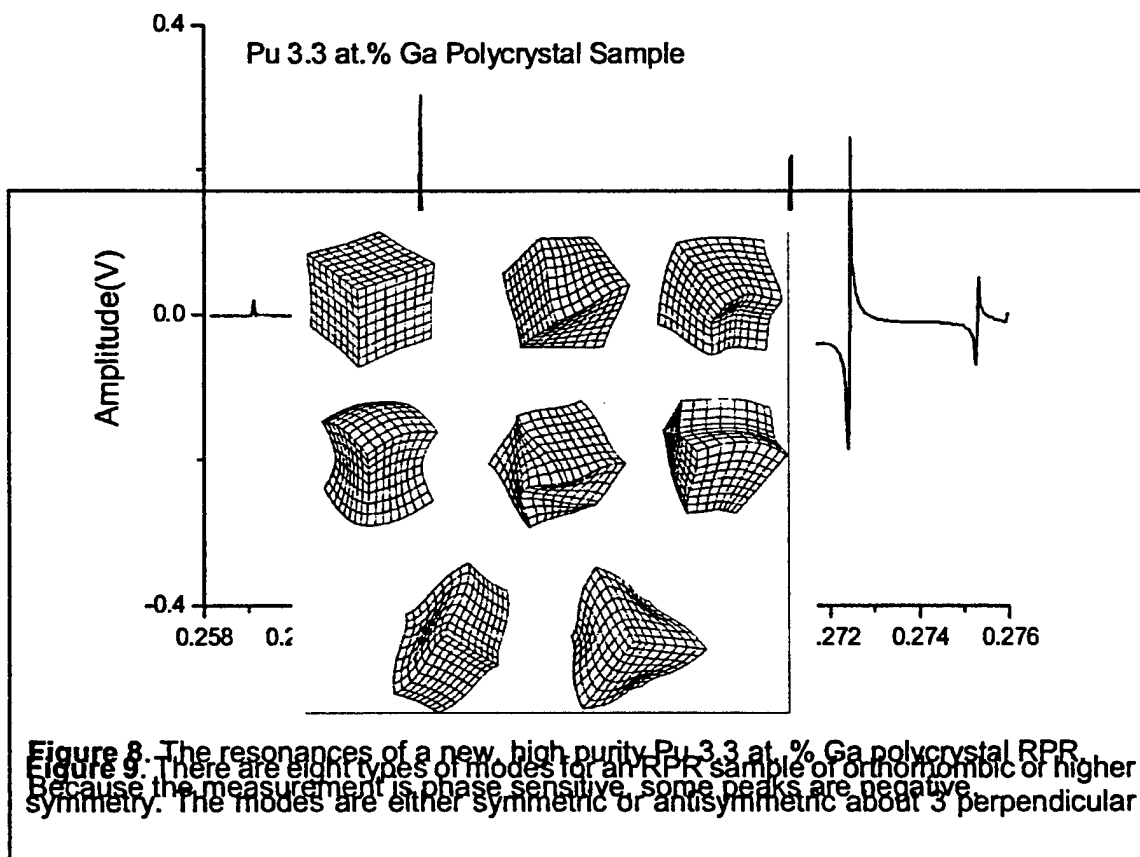 0.4
Pu 3.3 at.% Ga Polycrystal Sample
Amplitude(V)
0.0
-0.4
0.258
0.2
.272
0.274
0.276
Figure 8. The resonances of a new, high purity Pu 3.3 at. % Ga polycrystal RPR.
Figure 9. There are eight types of modes for an RPR sample of orthorhombic or higher
Because the measurement is phase sensitive, some peaks are negative.
symmetry. The modes are either symmetric or antisymmetric about 3 perpendicular